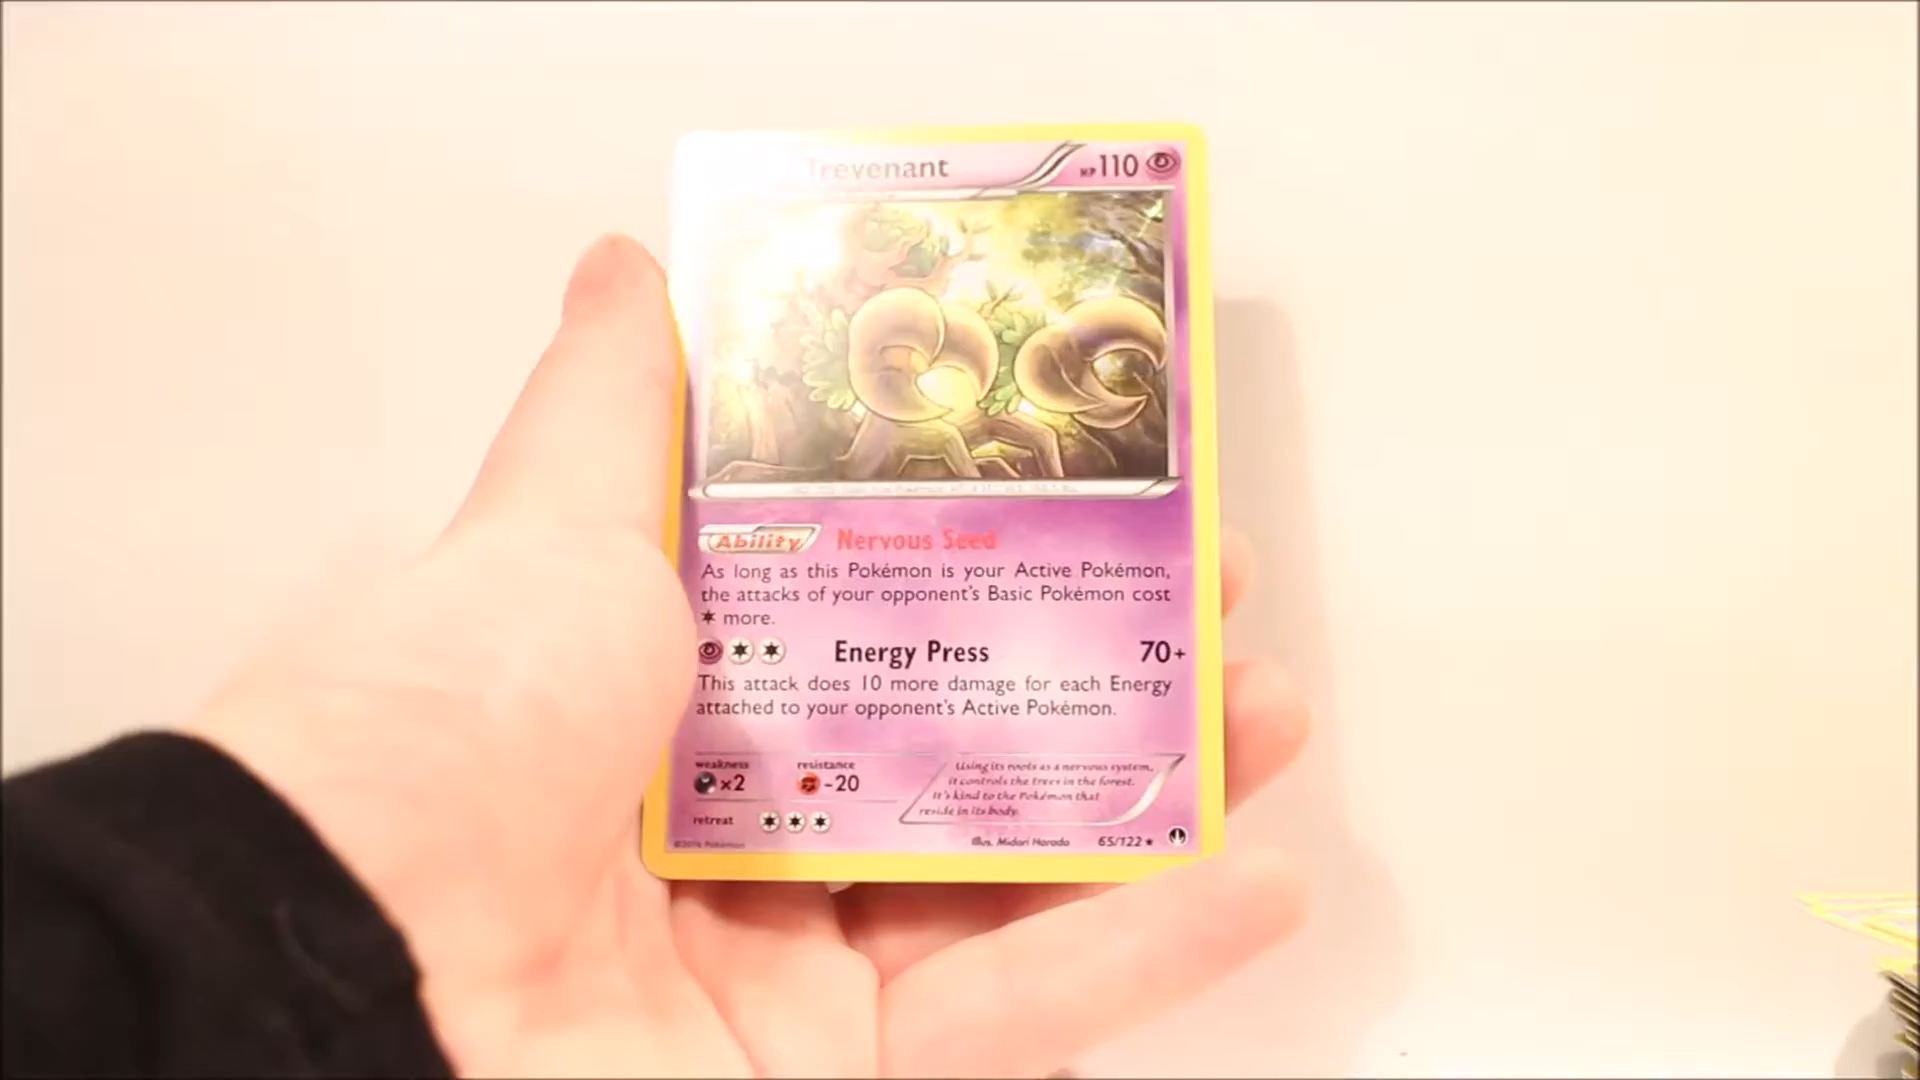 Trevenant HP 110
Ability Nervous Seed
As long as this Pokémon is your Active Pokémon,
the attacks of your opponent's Basic Pokémon cost
more.
Energy Press 70+
This attack does 10 more damage for each Energy
attached to your opponent's Active Pokémon.
weakness resistance
×2 -20
Using its roots as a nervous system,
it controls the trees in the forest.
It's kind to the Pokémon that
reside in its body.
retreat
©2016 Pokémon Illus. Midori Harada 65/122